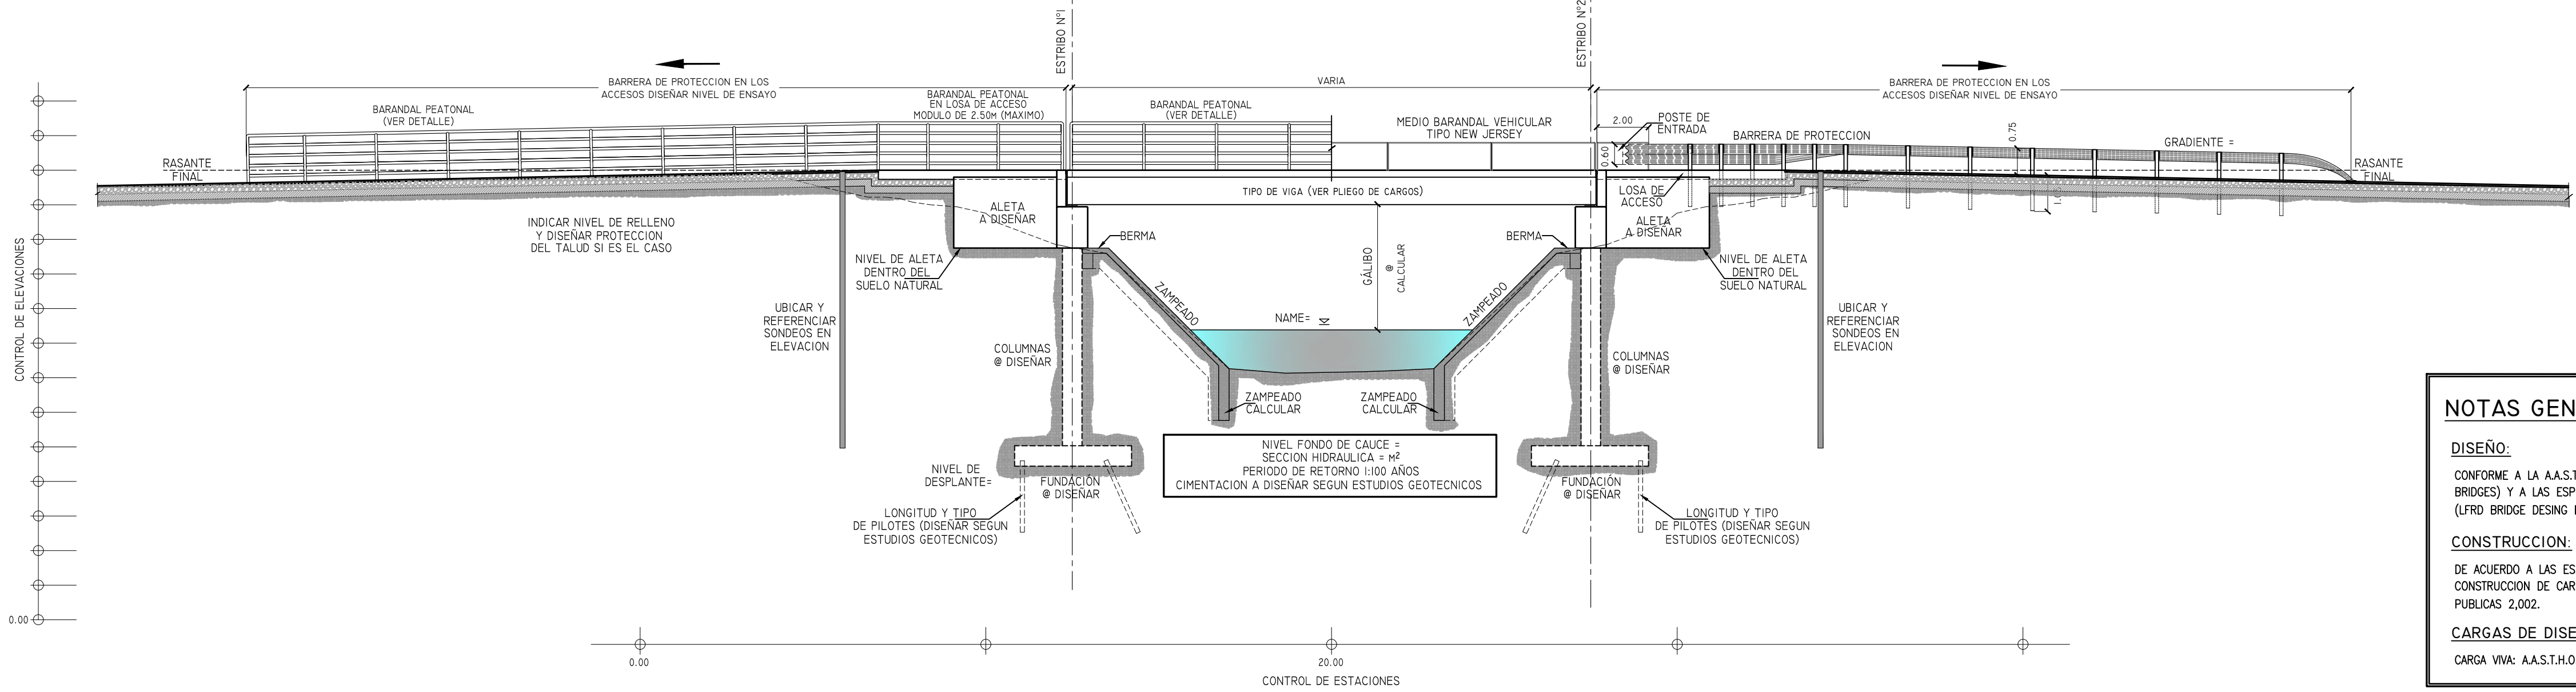 ESTRIBO N°1
ESTRIBO N°2
BARRERA DE PROTECCION EN LOS
ACCESOS DISEÑAR NIVEL DE ENSAYO
VARIA
BARRERA DE PROTECCION EN LOS
ACCESOS DISEÑAR NIVEL DE ENSAYO
BARANDAL PEATONAL
(VER DETALLE)
BARANDAL PEATONAL
EN LOSA DE ACCESO
MODULO DE 2.50M (MAXIMO)
BARANDAL PEATONAL
(VER DETALLE)
MEDIO BARANDAL VEHICULAR
TIPO NEW JERSEY
2.00
POSTE DE
ENTRADA
0.60
BARRERA DE PROTECCION
0.75
GRADIENTE =
RASANTE
FINAL
RASANTE
FINAL
TIPO DE VIGA (VER PLIEGO DE CARGOS)
LOSA DE
ACCESO
ALETA
A DISEÑAR
ALETA
A DISEÑAR
INDICAR NIVEL DE RELLENO
Y DISEÑAR PROTECCION
DEL TALUD SI ES EL CASO
BERMA
BERMA
NIVEL DE ALETA
DENTRO DEL
SUELO NATURAL
NIVEL DE ALETA
DENTRO DEL
SUELO NATURAL
GÁLIBO
@
CALCULAR
ZAMPEADO
ZAMPEADO
NAME=
UBICAR Y
REFERENCIAR
SONDEOS EN
ELEVACION
UBICAR Y
REFERENCIAR
SONDEOS EN
ELEVACION
COLUMNAS
@ DISEÑAR
COLUMNAS
@ DISEÑAR
ZAMPEADO
CALCULAR
ZAMPEADO
CALCULAR
NIVEL FONDO DE CAUCE =
SECCION HIDRAULICA = M²
PERIODO DE RETORNO 1:100 AÑOS
CIMENTACION A DISEÑAR SEGUN ESTUDIOS GEOTECNICOS
NIVEL DE
DESPLANTE=
FUNDACIÓN
@ DISEÑAR
FUNDACIÓN
@ DISEÑAR
LONGITUD Y TIPO
DE PILOTES (DISEÑAR SEGUN
ESTUDIOS GEOTECNICOS)
LONGITUD Y TIPO
DE PILOTES (DISEÑAR SEGUN
ESTUDIOS GEOTECNICOS)
CONTROL DE ELEVACIONES
0.00
0.00
20.00
CONTROL DE ESTACIONES
NOTAS GEN
DISEÑO:
CONFORME A LA A.A.S.T
BRIDGES) Y A LAS ESP
(LFRD BRIDGE DESING
CONSTRUCCION:
DE ACUERDO A LAS ES
CONSTRUCCION DE CAR
PUBLICAS 2,002.
CARGAS DE DISE
CARGA VIVA: A.A.S.T.H.O